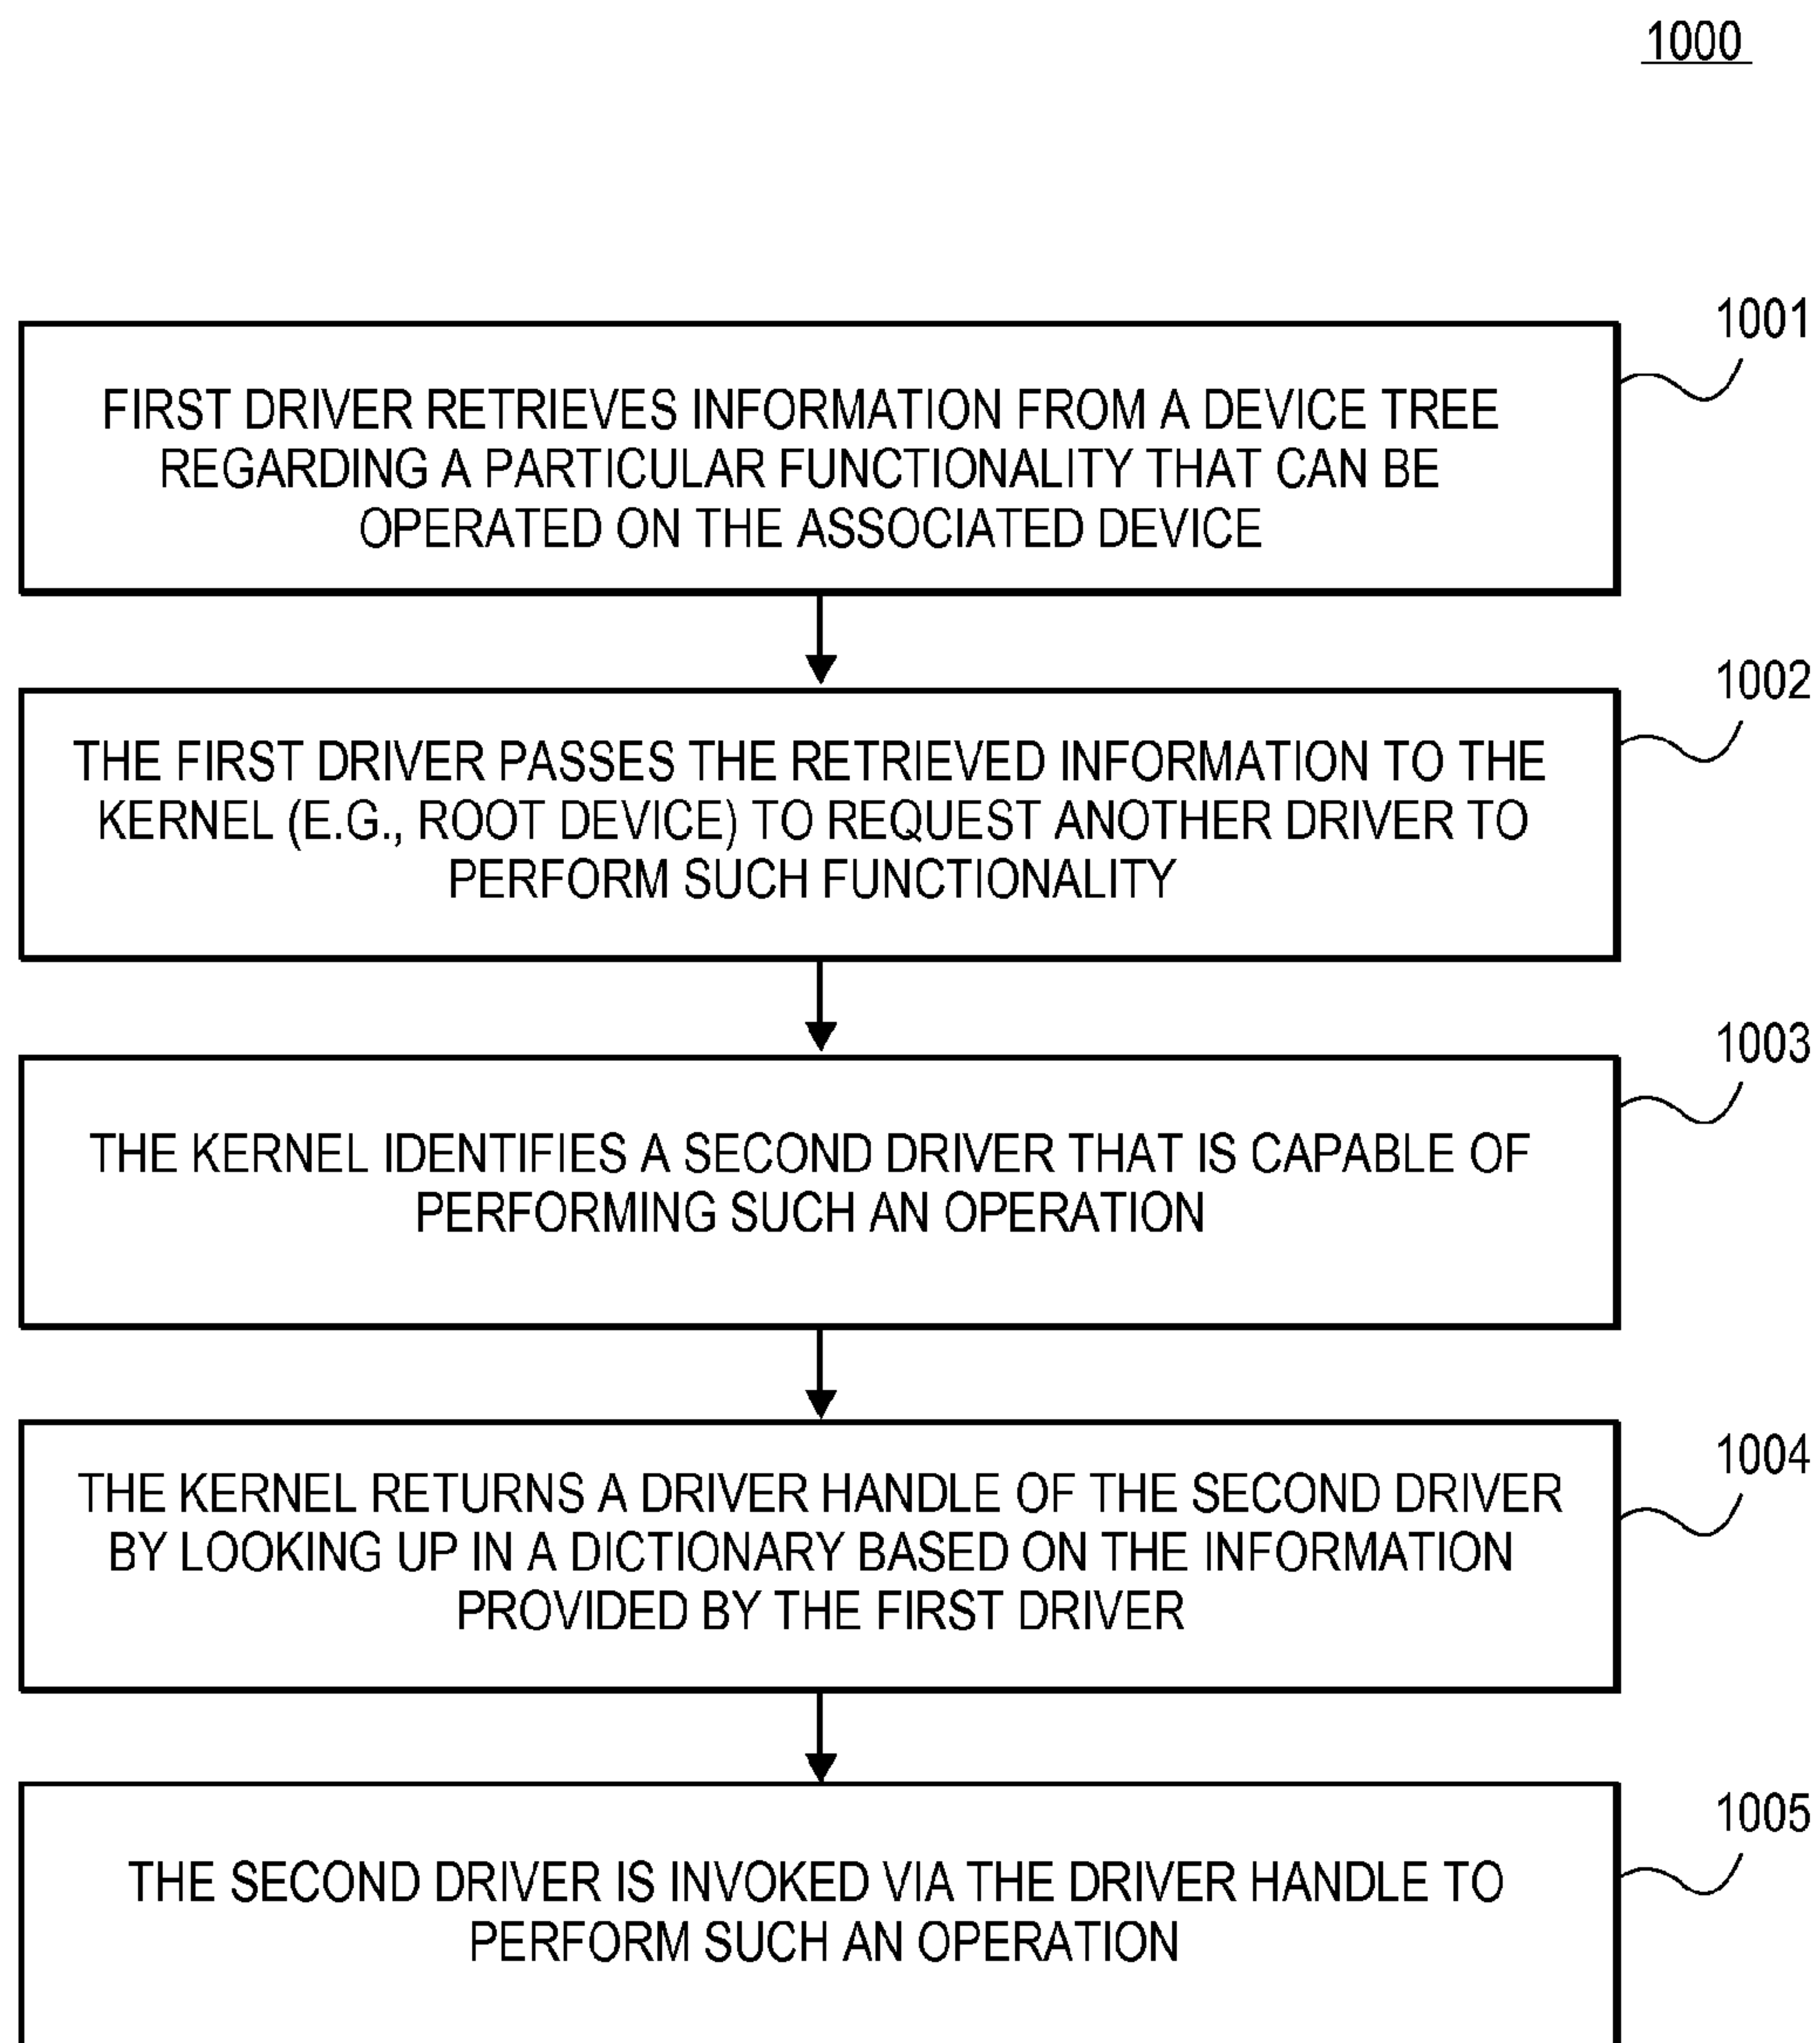 1000
1001
FIRST DRIVER RETRIEVES INFORMATION FROM A DEVICE TREE
REGARDING A PARTICULAR FUNCTIONALITY THAT CAN BE
OPERATED ON THE ASSOCIATED DEVICE
1002
THE FIRST DRIVER PASSES THE RETRIEVED INFORMATION TO THE
KERNEL (E.G., ROOT DEVICE) TO REQUEST ANOTHER DRIVER TO
PERFORM SUCH FUNCTIONALITY
1003
THE KERNEL IDENTIFIES A SECOND DRIVER THAT IS CAPABLE OF
PERFORMING SUCH AN OPERATION
1004
THE KERNEL RETURNS A DRIVER HANDLE OF THE SECOND DRIVER
BY LOOKING UP IN A DICTIONARY BASED ON THE INFORMATION
PROVIDED BY THE FIRST DRIVER
1005
THE SECOND DRIVER IS INVOKED VIA THE DRIVER HANDLE TO
PERFORM SUCH AN OPERATION